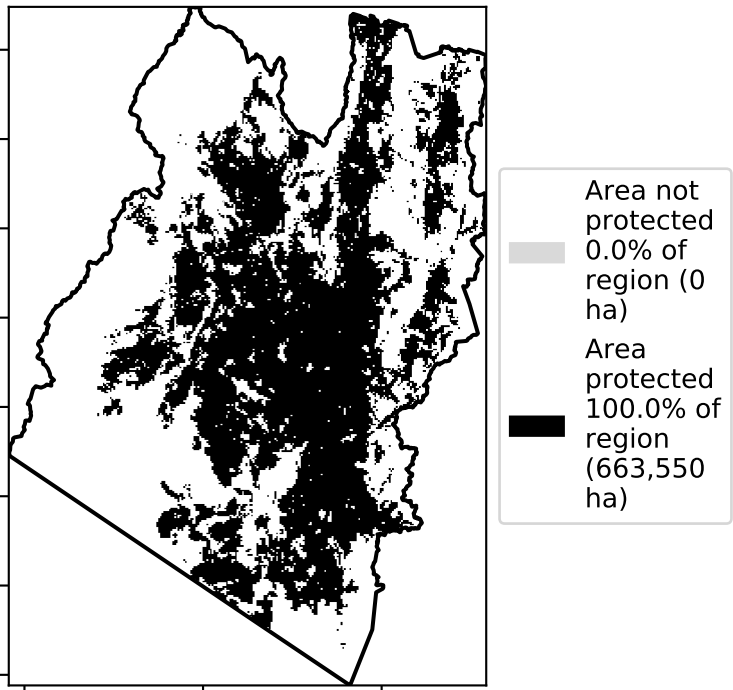 Area not
protected
0.0% of
region (0
ha)
Area
protected
100.0% of
region
(663,550
ha)